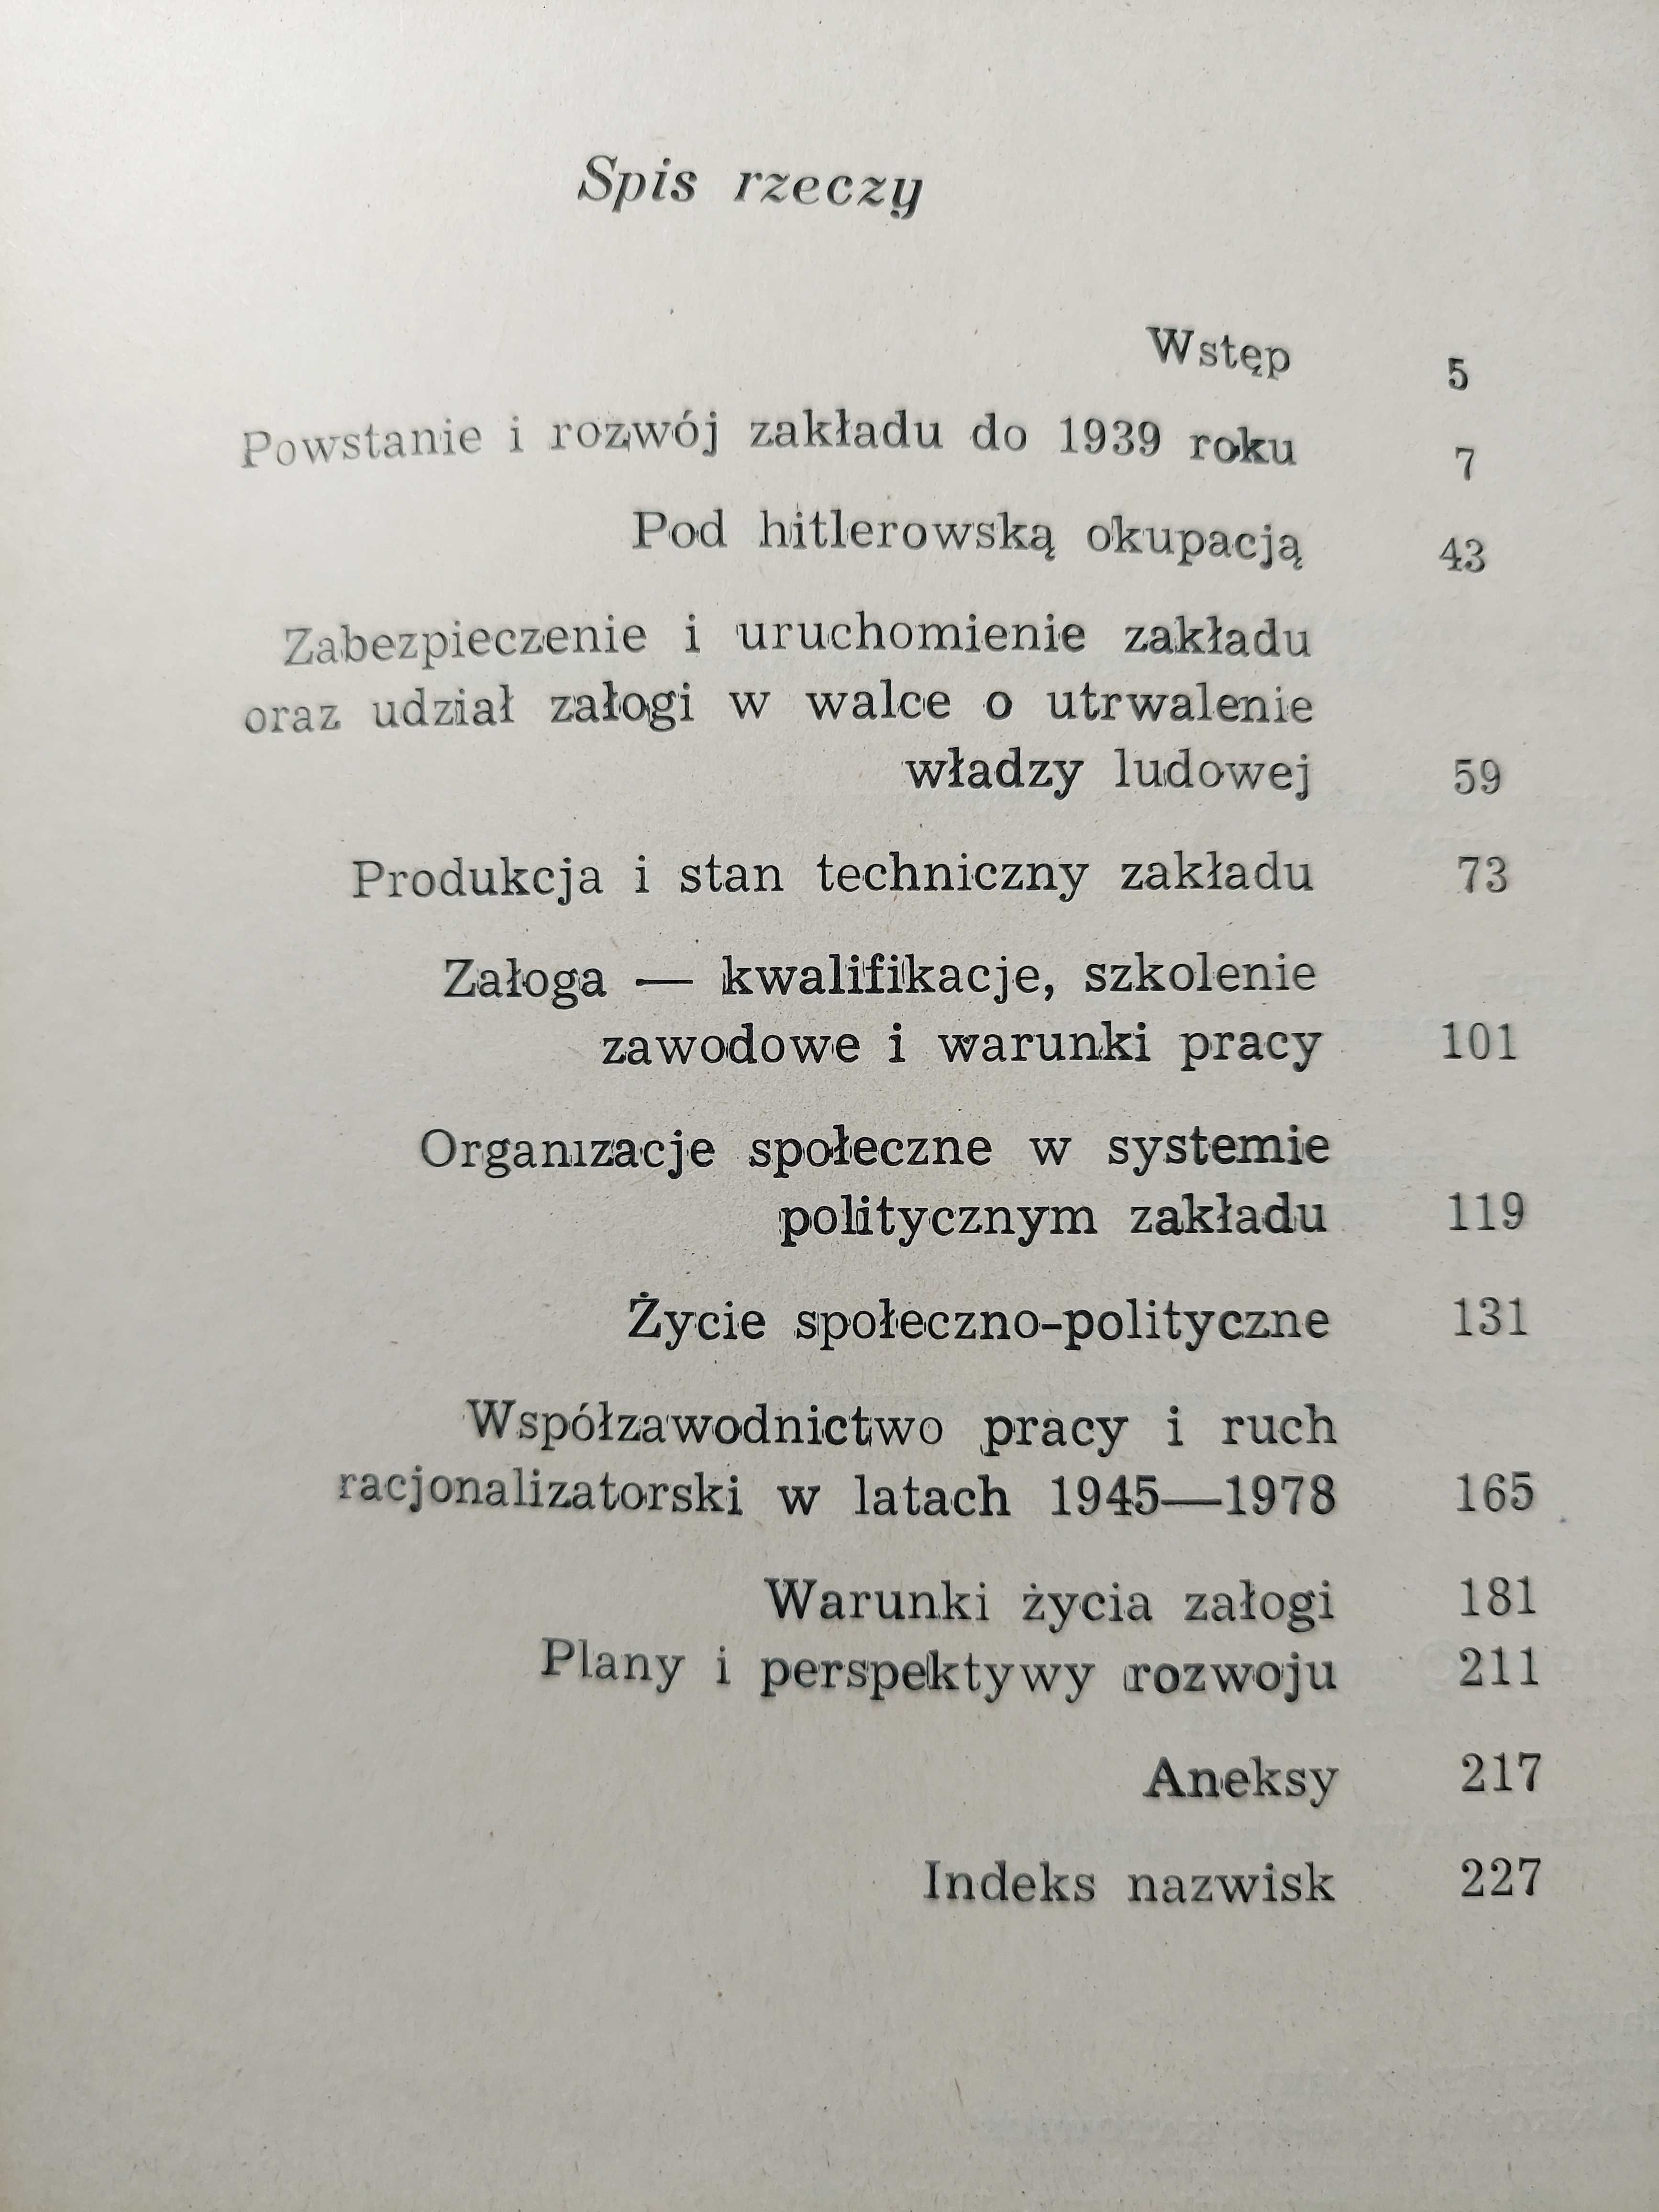 Spis rzeczy
Wstęp 5
Powstanie i rozwój zakładu do 1939 roku 7
Pod hitlerowską okupacją 43
Zabezpieczenie i uruchomienie zakładu
oraz udział załogi w walce o utrwalenie
władzy ludowej 59
Produkcja i stan techniczny zakładu 73
Załoga — kwalifikacje, szkolenie
zawodowe i warunki pracy 101
Organizacje społeczne w systemie
politycznym zakładu 119
Życie społeczno-polityczne 131
Współzawodnictwo pracy i ruch
racjonalizatorski w latach 1945—1978 165
Warunki życia załogi 181
Plany i perspektywy rozwoju 211
Aneksy 217
Indeks nazwisk 227